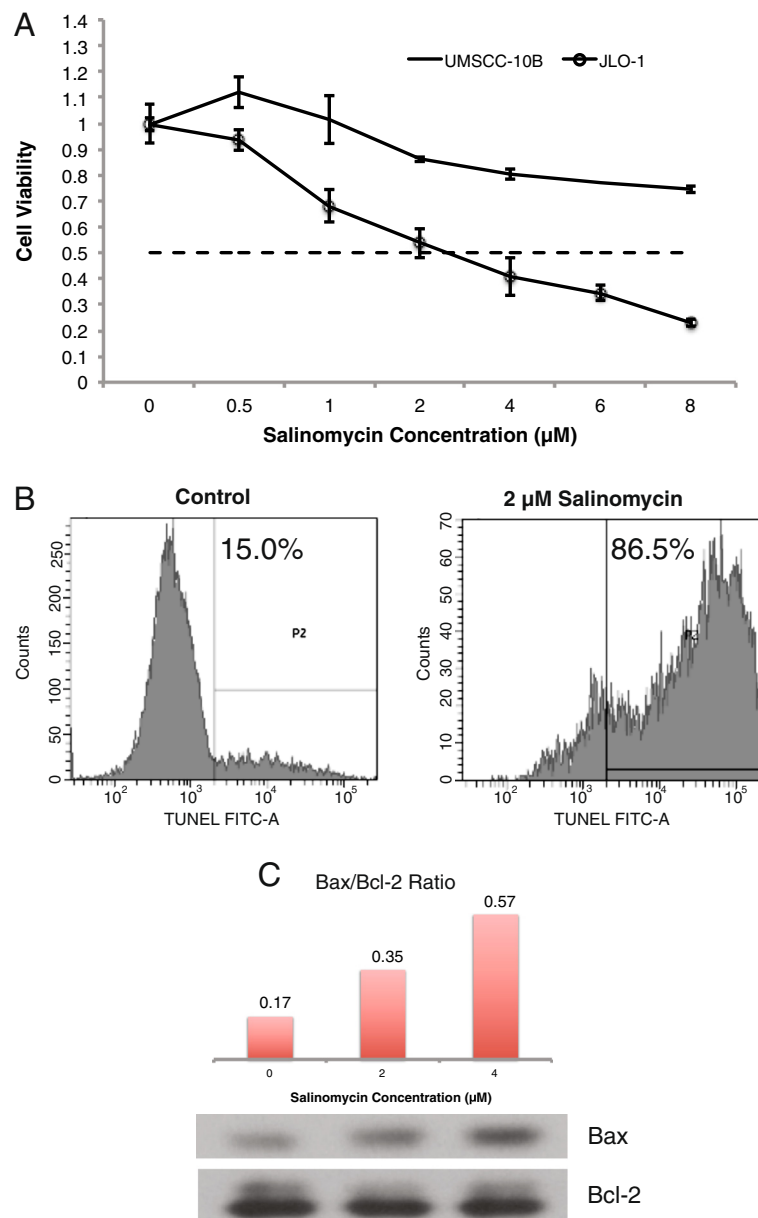 A
1.4
1.3
1.2
1.1
1
0.9
0.8
0.7
0.6
0.5
0.4
0.3
0.2
0.1
0
Cell Viability
UMSCC-10B JLO-1
0 0.5 1 2 4 6 8
Salinomycin Concentration (µM)
B
Control
15.0%
P2
250
200
150
100
50
0
Counts
10² 10³ 10⁴ 10⁵
TUNEL FITC-A
2 µM Salinomycin
86.5%
P2
70
60
50
40
30
20
10
0
Counts
10² 10³ 10⁴ 10⁵
TUNEL FITC-A
C
Bax/Bcl-2 Ratio
0.17 0.35 0.57
0 2 4
Salinomycin Concentration (µM)
Bax
Bcl-2